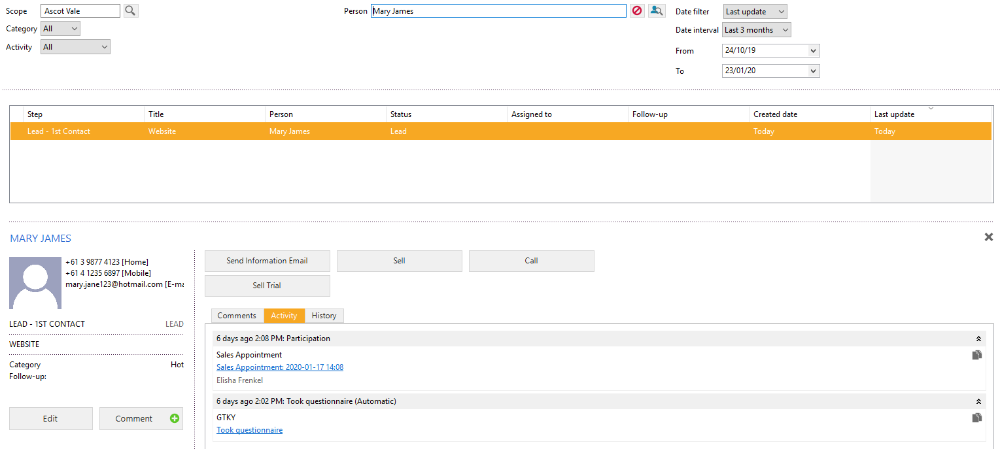 Scope Ascot Vale Person Mary James Date filter Last update
Category All Date interval Last 3 months
Activity All From 24/10/19
To 23/01/20
Step Title Person Status Assigned to Follow-up Created date Last update
Lead - 1st Contact Website Mary James Lead Today Today
MARY JAMES
+61 3 9877 4123 [Home]
+61 4 1235 6897 [Mobile]
mary.jane123@hotmail.com [E-ma
LEAD - 1ST CONTACT LEAD
WEBSITE
Category Hot
Follow-up:
Edit Comment
Send Information Email Sell Call
Sell Trial
Comments Activity History
6 days ago 2:08 PM: Participation
Sales Appointment
Sales Appointment: 2020-01-17 14:08
Elisha Frenkel
6 days ago 2:02 PM: Took questionnaire (Automatic)
GTKY
Took questionnaire